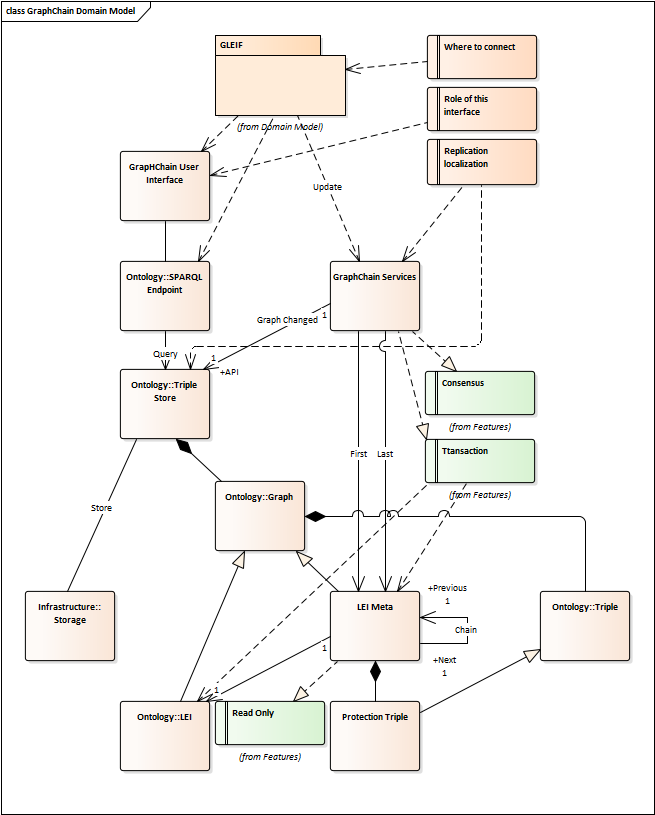 class GraphChain Domain Model
GLEIF
(from Domain Model)
Where to connect
Role of this
interface
Replication
localization
GrapHChain User
Interface
Update
Ontology::SPARQL
Endpoint
GraphChain Services
Graph Changed
1
Query
1
+API
Ontology::Triple
Store
Consensus
(from Features)
Ttansaction
(from Features)
First
Last
Ontology::Graph
Store
Infrastructure::
Storage
LEI Meta
+Previous
1
Chain
+Next
1
Ontology::Triple
1
1
Ontology::LEI
Read Only
(from Features)
Protection Triple